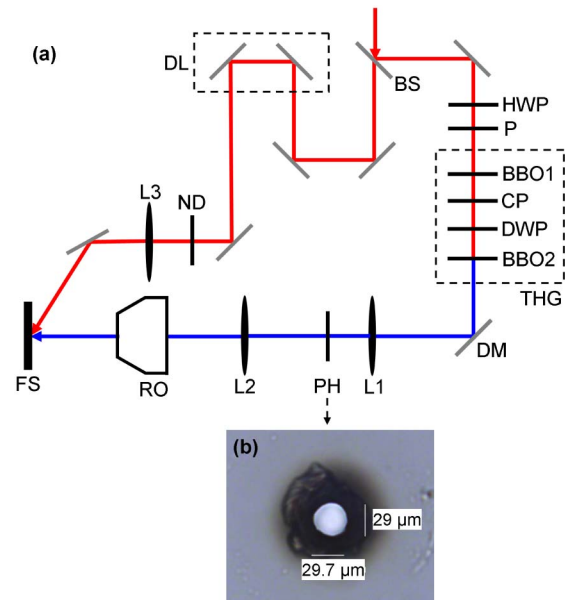 (a)
DL
BS
HWP
P
BBO1
CP
DWP
BBO2
THG
L3
ND
DM
FS
RO
L2
PH
L1
(b)
29 µm
29.7 µm